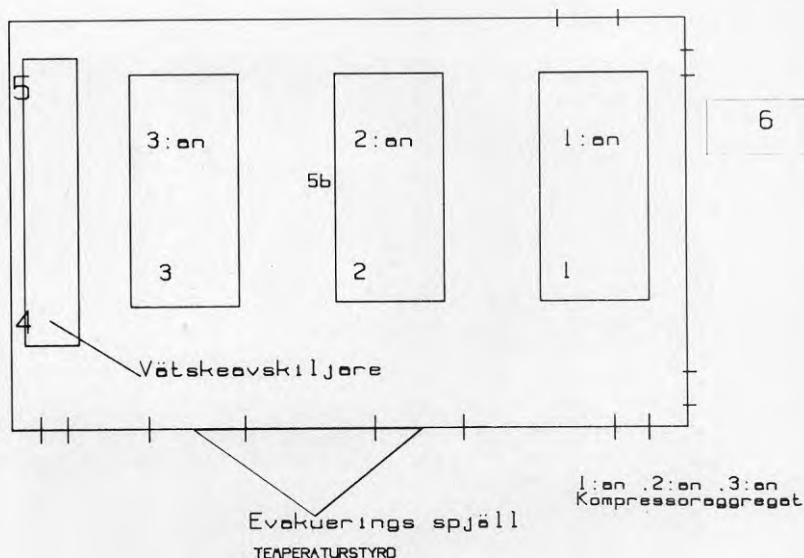 5
3:an
2:an
1:an
6
5b
3
2
1
4
Vätskeavskiljare
1:an .2:an .3:an
Kompressoraggregat
Evakuerings spjäll
TEMPERATURSTYRD